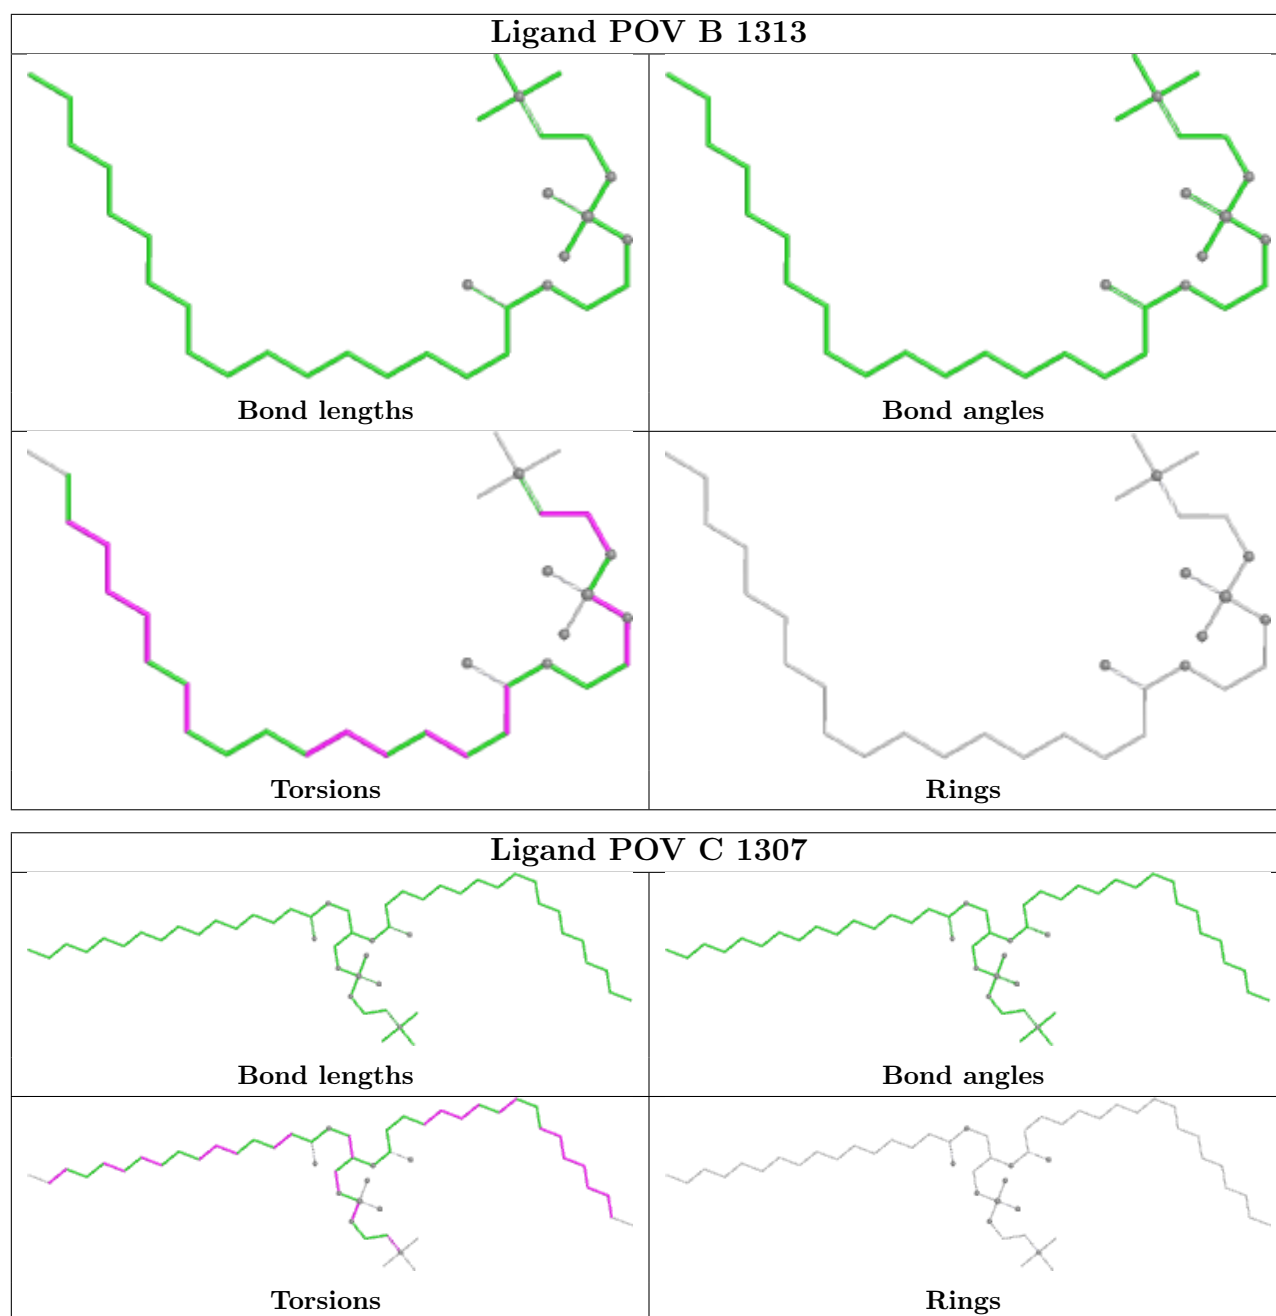 Ligand POV B 1313
Bond lengths
Bond angles
Torsions
Rings
Ligand POV C 1307
Bond lengths
Bond angles
Torsions
Rings